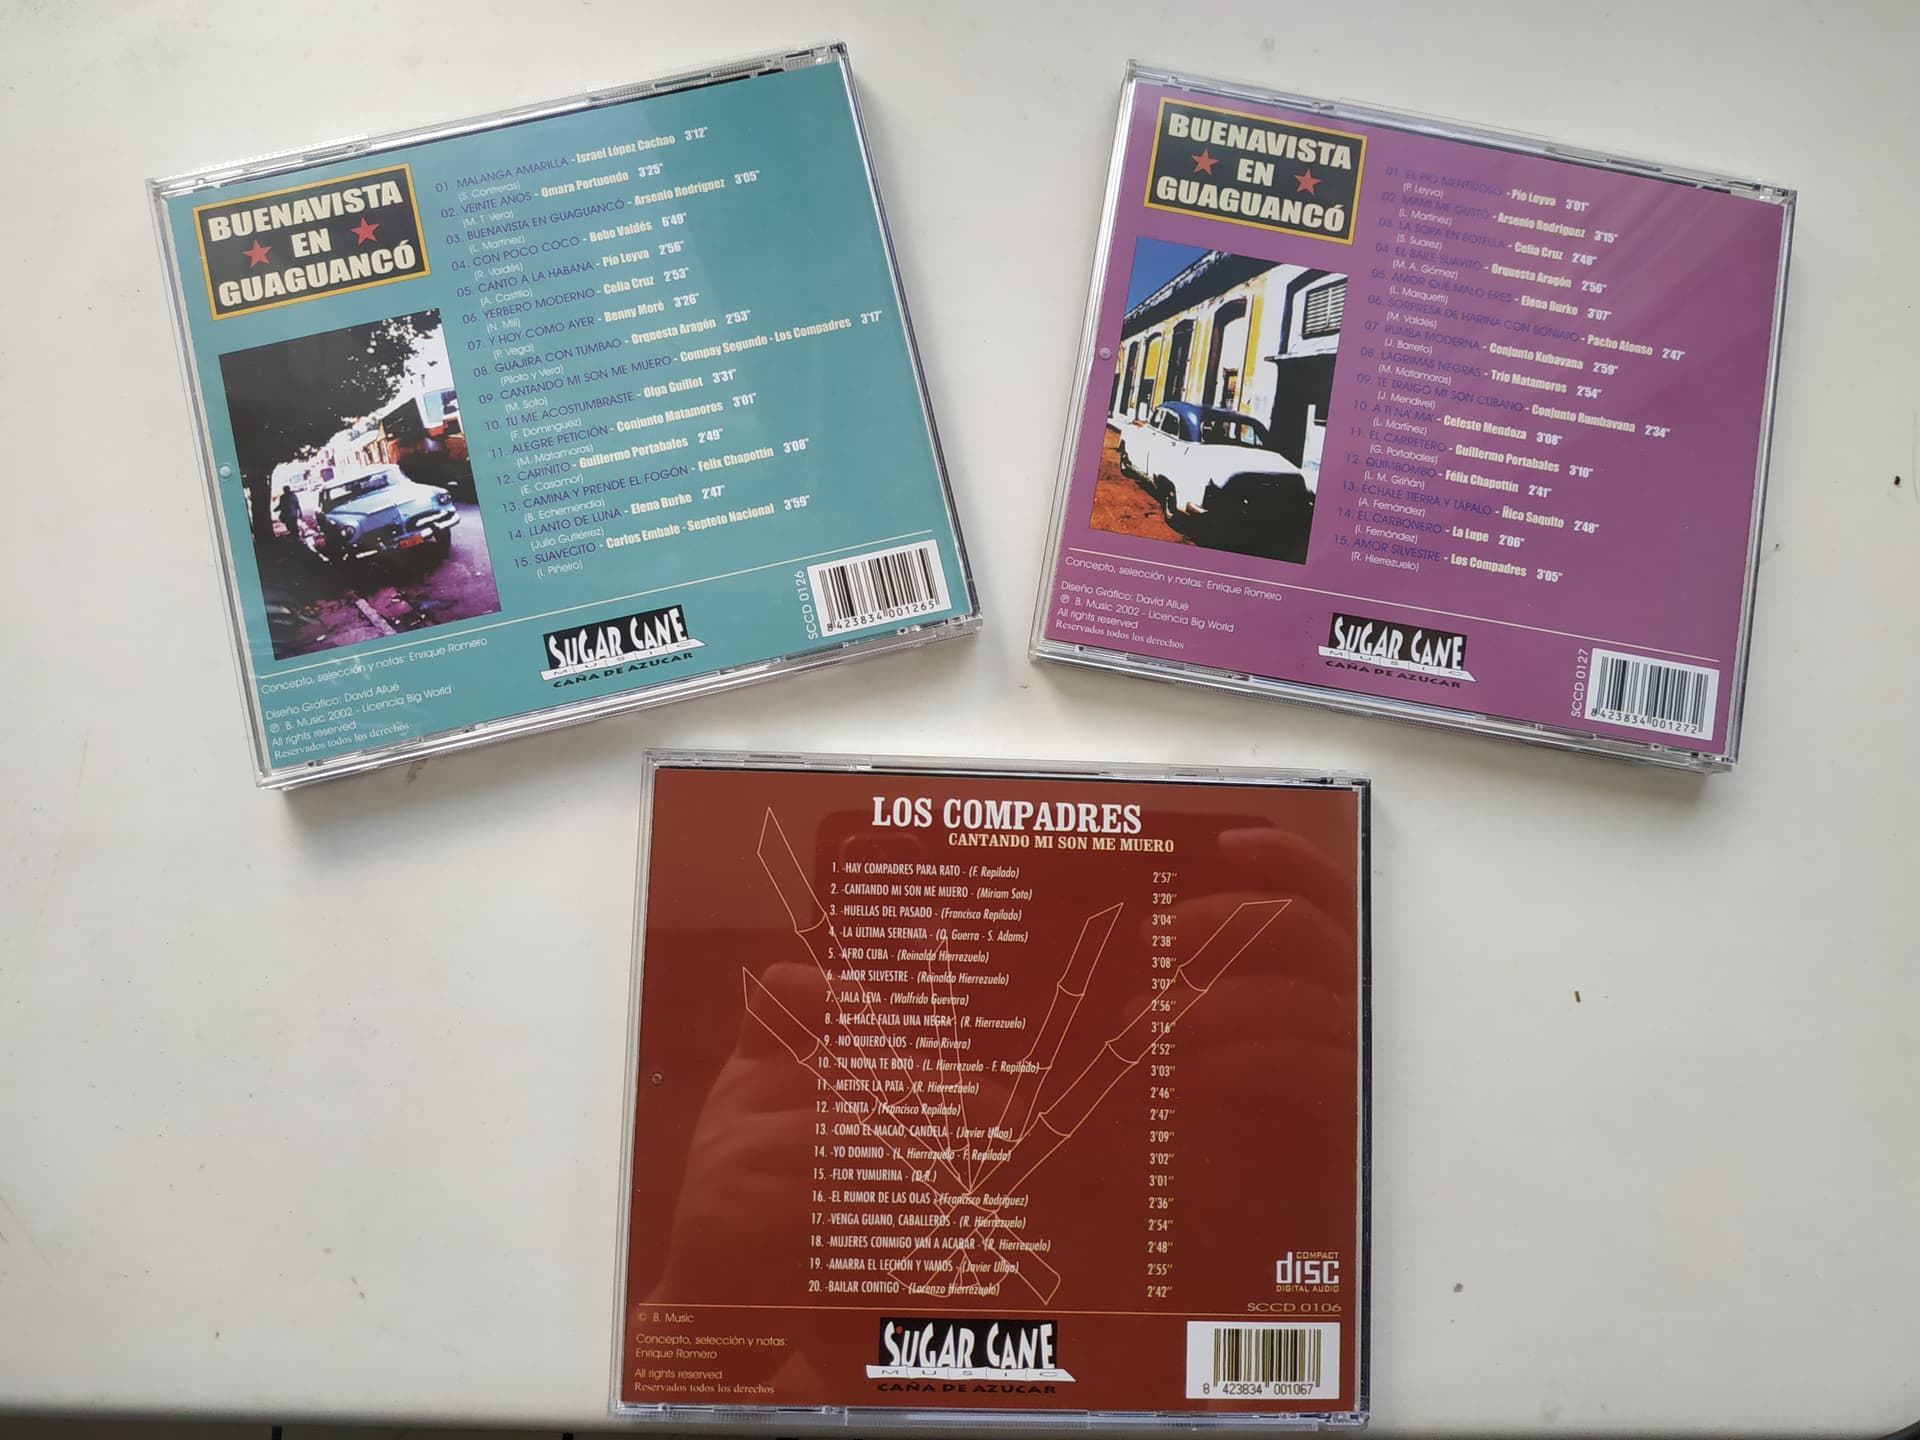 BUENAVISTA
EN
GUAGUANCÓ
01. MALANGA AMARILLA - Israel López Cachao 3'12"
(S. Contreras)
02. VEINTE AÑOS - Omara Portuondo 3'25"
(M. T. Vera)
03. BUENAVISTA EN GUAGUANCÓ - Arsenio Rodríguez 3'05"
(L. Martínez)
04. CON POCO COCO - Bebo Valdés 6'49"
(R. Valdés)
05. CANTO A LA HABANA - Pío Leyva 2'56"
(A. Castillo)
06. YERBERO MODERNO - Celia Cruz 2'53"
(N. Mili)
07. Y HOY COMO AYER - Benny Moré 3'26"
(P. Vega)
08. GUAJIRA CON TUMBAO - Orquesta Aragón 2'53"
(Piloto y Vera)
09. CANTANDO MI SON ME MUERO - Compay Segundo - Los Compadres 3'17"
(M. Soto)
10. TU ME ACOSTUMBRASTE - Olga Guillot 3'31"
(F. Domínguez)
11. ALEGRE PETICIÓN - Conjunto Matamoros 3'01"
(M. Matamoros)
12. CARIÑITO - Guillermo Portabales 2'49"
(E. Casamor)
13. CAMINA Y PRENDE EL FOGÓN - Felix Chapottin 3'08"
(B. Echemendía)
14. LLANTO DE LUNA - Elena Burke 2'47"
(Julio Gutiérrez)
15. SUAVECITO - Carlos Embale - Septeto Nacional 3'59"
(I. Piñeiro)
Concepto, selección y notas: Enrique Romero
Diseño Gráfico: David Allué
℗ B. Music 2002 - Licencia Big World
All rights reserved
Reservados todos los derechos
SUGAR CANE
MUSIC
CAÑA DE AZUCAR
SCCD 0126
8 423834 001265
BUENAVISTA
EN
GUAGUANCÓ
01. EL PIO MENTIROSO - Pío Leyva 3'01"
(P. Leyva)
02. MAMI ME GUSTO - Arsenio Rodríguez 3'15"
(L. Martínez)
03. LA SOPA EN BOTELLA - Celia Cruz 2'48"
(S. Suarez)
04. EL BAILE SUAVITO - Orquesta Aragón 2'56"
(M. A. Gómez)
05. AMOR QUE MALO ERES - Elena Burke 3'07"
(L. Marquetti)
06. SORPRESA DE HARINA CON BONIATO - Pacho Alonso 2'47"
(M. Valdés)
07. RUMBA MODERNA - Conjunto Kubavana 2'59"
(J. Barreto)
08. LÁGRIMAS NEGRAS - Trío Matamoros 2'54"
(M. Matamoros)
09. TE TRAIGO MI SON CUBANO - Conjunto Rumbavana 2'34"
(J. Mendivel)
10. A TI NA' MA' - Celeste Mendoza 3'08"
(L. Martínez)
11. EL CARRETERO - Guillermo Portabales 3'10"
(G. Portabales)
12. QUIMBOMBO - Félix Chapottin 2'41"
(L. M. Griñán)
13. ECHALE TIERRA Y TÁPALO - Ñico Saquito 2'48"
(A. Fernández)
14. EL CARBONERO - La Lupe 2'06"
(I. Fernández)
15. AMOR SILVESTRE - Los Compadres 3'05"
(R. Hierrezuelo)
Concepto, selección y notas: Enrique Romero
Diseño Gráfico: David Allué
℗ B. Music 2002 - Licencia Big World
All rights reserved
Reservados todos los derechos
SUGAR CANE
MUSIC
CAÑA DE AZUCAR
SCCD 0127
8 423834 001272
LOS COMPADRES
CANTANDO MI SON ME MUERO
1. -HAY COMPADRES PARA RATO - (F. Repilado) 2'57''
2. -CANTANDO MI SON ME MUERO - (Miriam Soto) 3'20''
3. -HUELLAS DEL PASADO - (Francisco Repilado) 3'04''
4. -LA ÚLTIMA SERENATA - (O. Guerra - S. Adams) 2'38''
5. -AFRO CUBA - (Reinaldo Hierrezuelo) 3'08''
6. -AMOR SILVESTRE - (Reinaldo Hierrezuelo) 3'07''
7. -JALA LEVA - (Walfrido Guevara) 2'56''
8. -ME HACE FALTA UNA NEGRA - (R. Hierrezuelo) 3'16''
9. -NO QUIERO LÍOS - (Niño Rivera) 2'52''
10. -TU NOVIA TE BOTÓ - (L. Hierrezuelo - F. Repilado) 3'03''
11. -METISTE LA PATA - (R. Hierrezuelo) 2'46''
12. -VICENTA - (Francisco Repilado) 2'47''
13. -COMO EL MACAO, CANDELA - (Javier Ulloa) 3'09''
14. -YO DOMINO - (L. Hierrezuelo - F. Repilado) 3'02''
15. -FLOR YUMURINA - (D.R.) 3'01''
16. -EL RUMOR DE LAS OLAS - (Francisco Rodríguez) 2'36''
17. -VENGA GUANO, CABALLEROS - (R. Hierrezuelo) 2'54''
18. -MUJERES CONMIGO VAN A ACABAR - (R. Hierrezuelo) 2'48''
19. -AMARRA EL LECHÓN Y VAMOS - (Javier Ulloa) 2'55''
20. -BAILAR CONTIGO - (Lorenzo Hierrezuelo) 2'42''
COMPACT
disc
DIGITAL AUDIO
SCCD 0106
© B. Music
Concepto, selección y notas:
Enrique Romero
All rights reserved
Reservados todos los derechos
SUGAR CANE
MUSIC
CAÑA DE AZUCAR
8 423834 001067